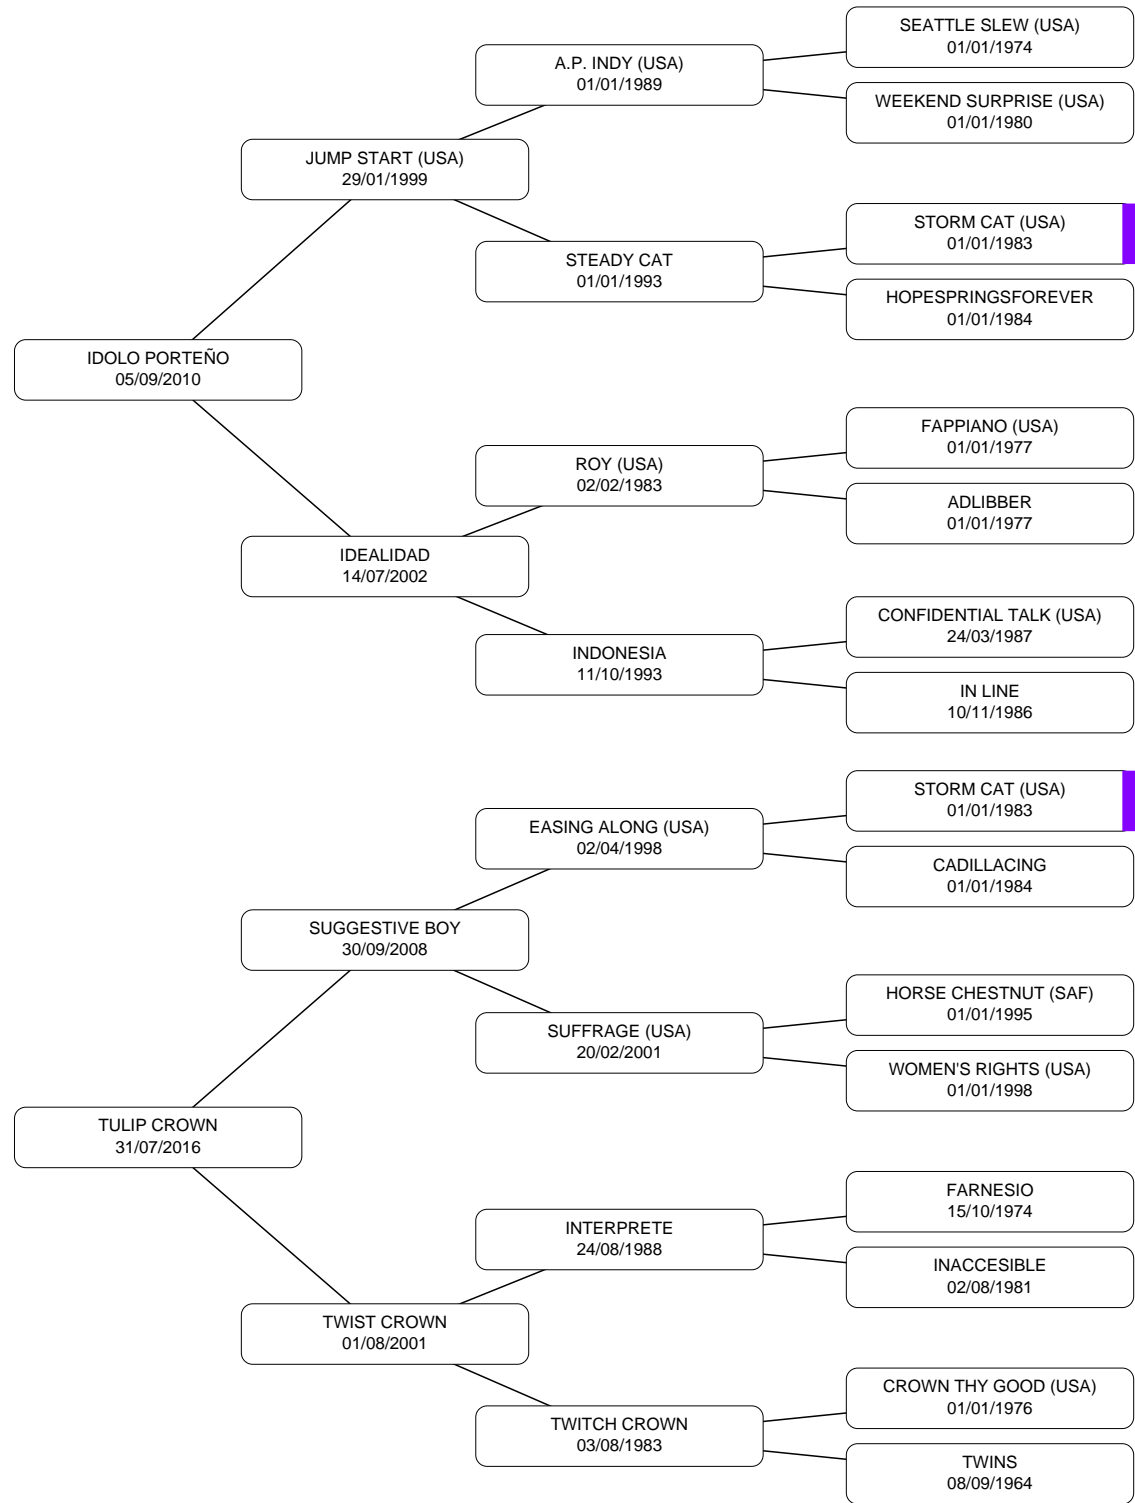 SEATTLE SLEW (USA)
01/01/1974
A.P. INDY (USA)
01/01/1989
WEEKEND SURPRISE (USA)
01/01/1980
JUMP START (USA)
29/01/1999
STORM CAT (USA)
01/01/1983
STEADY CAT
01/01/1993
HOPESPRINGSFOREVER
01/01/1984
IDOLO PORTEÑO
05/09/2010
FAPPIANO (USA)
01/01/1977
ROY (USA)
02/02/1983
ADLIBBER
01/01/1977
IDEALIDAD
14/07/2002
CONFIDENTIAL TALK (USA)
24/03/1987
INDONESIA
11/10/1993
IN LINE
10/11/1986
STORM CAT (USA)
01/01/1983
EASING ALONG (USA)
02/04/1998
CADILLACING
01/01/1984
SUGGESTIVE BOY
30/09/2008
HORSE CHESTNUT (SAF)
01/01/1995
SUFFRAGE (USA)
20/02/2001
WOMEN'S RIGHTS (USA)
01/01/1998
TULIP CROWN
31/07/2016
FARNESIO
15/10/1974
INTERPRETE
24/08/1988
INACCESIBLE
02/08/1981
TWIST CROWN
01/08/2001
CROWN THY GOOD (USA)
01/01/1976
TWITCH CROWN
03/08/1983
TWINS
08/09/1964